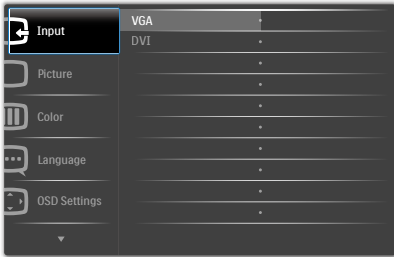 Input
VGA
DVI
Picture
Color
Language
OSD Settings